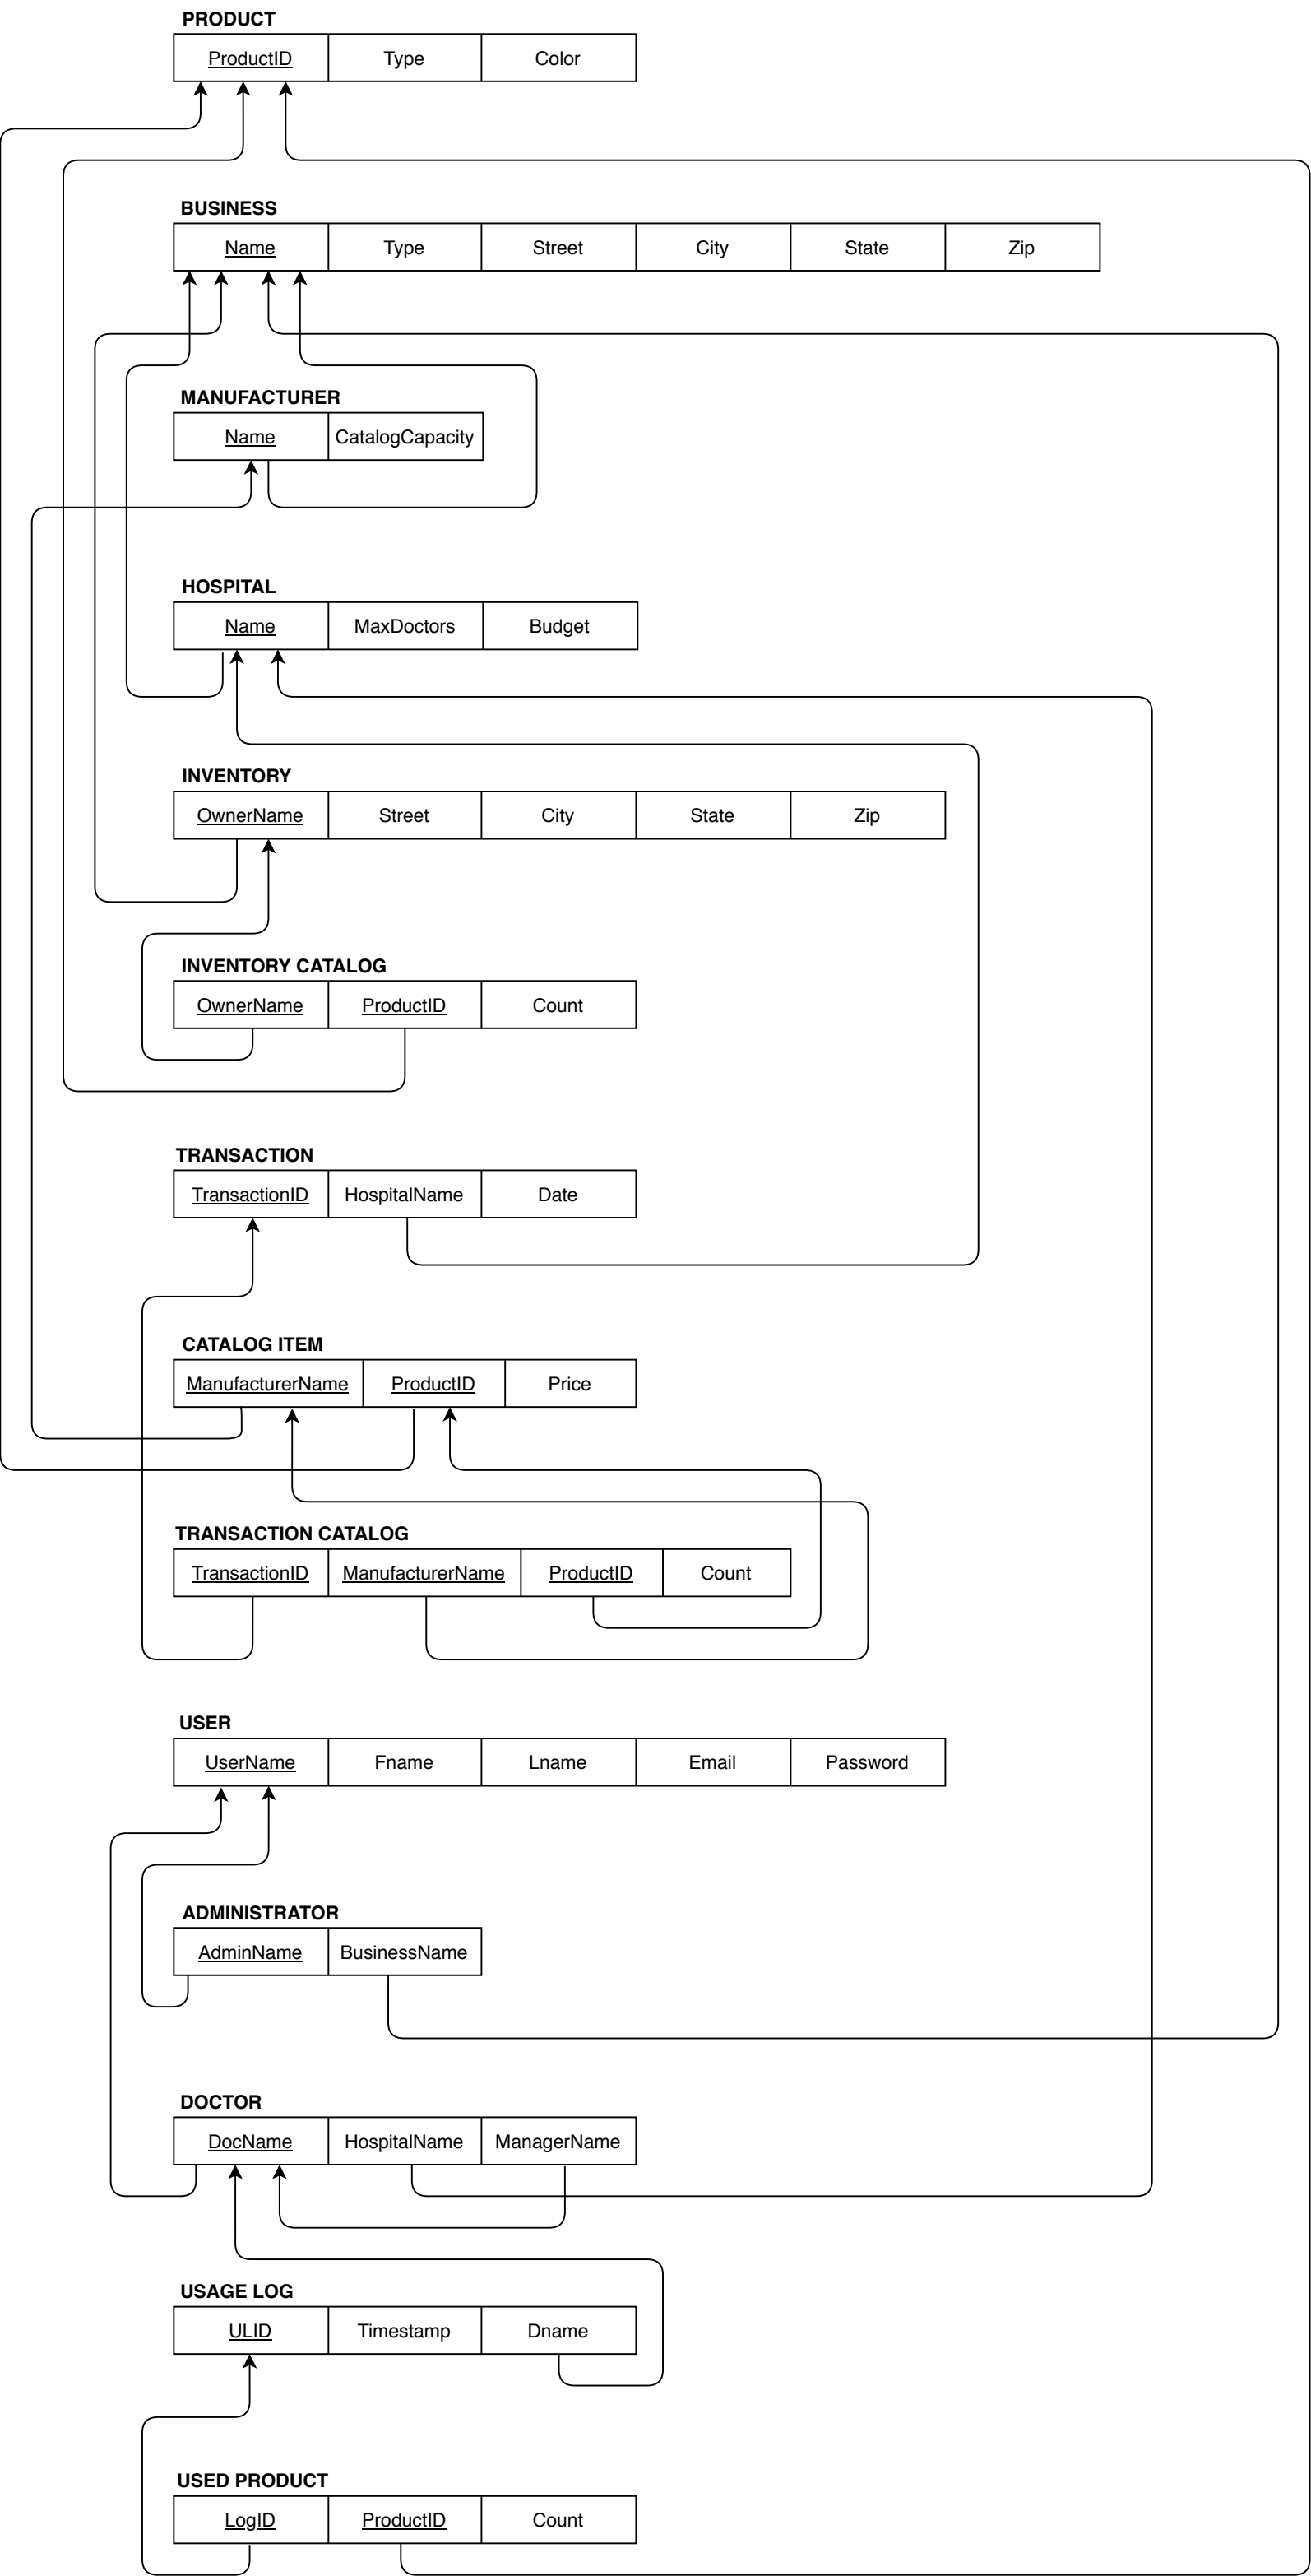 PRODUCT
ProductID Type Color
BUSINESS
Name Type Street City State Zip
MANUFACTURER
Name CatalogCapacity
HOSPITAL
Name MaxDoctors Budget
INVENTORY
OwnerName Street City State Zip
INVENTORY CATALOG
OwnerName ProductID Count
TRANSACTION
TransactionID HospitalName Date
CATALOG ITEM
ManufacturerName ProductID Price
TRANSACTION CATALOG
TransactionID ManufacturerName ProductID Count
USER
UserName Fname Lname Email Password
ADMINISTRATOR
AdminName BusinessName
DOCTOR
DocName HospitalName ManagerName
USAGE LOG
ULID Timestamp Dname
USED PRODUCT
LogID ProductID Count